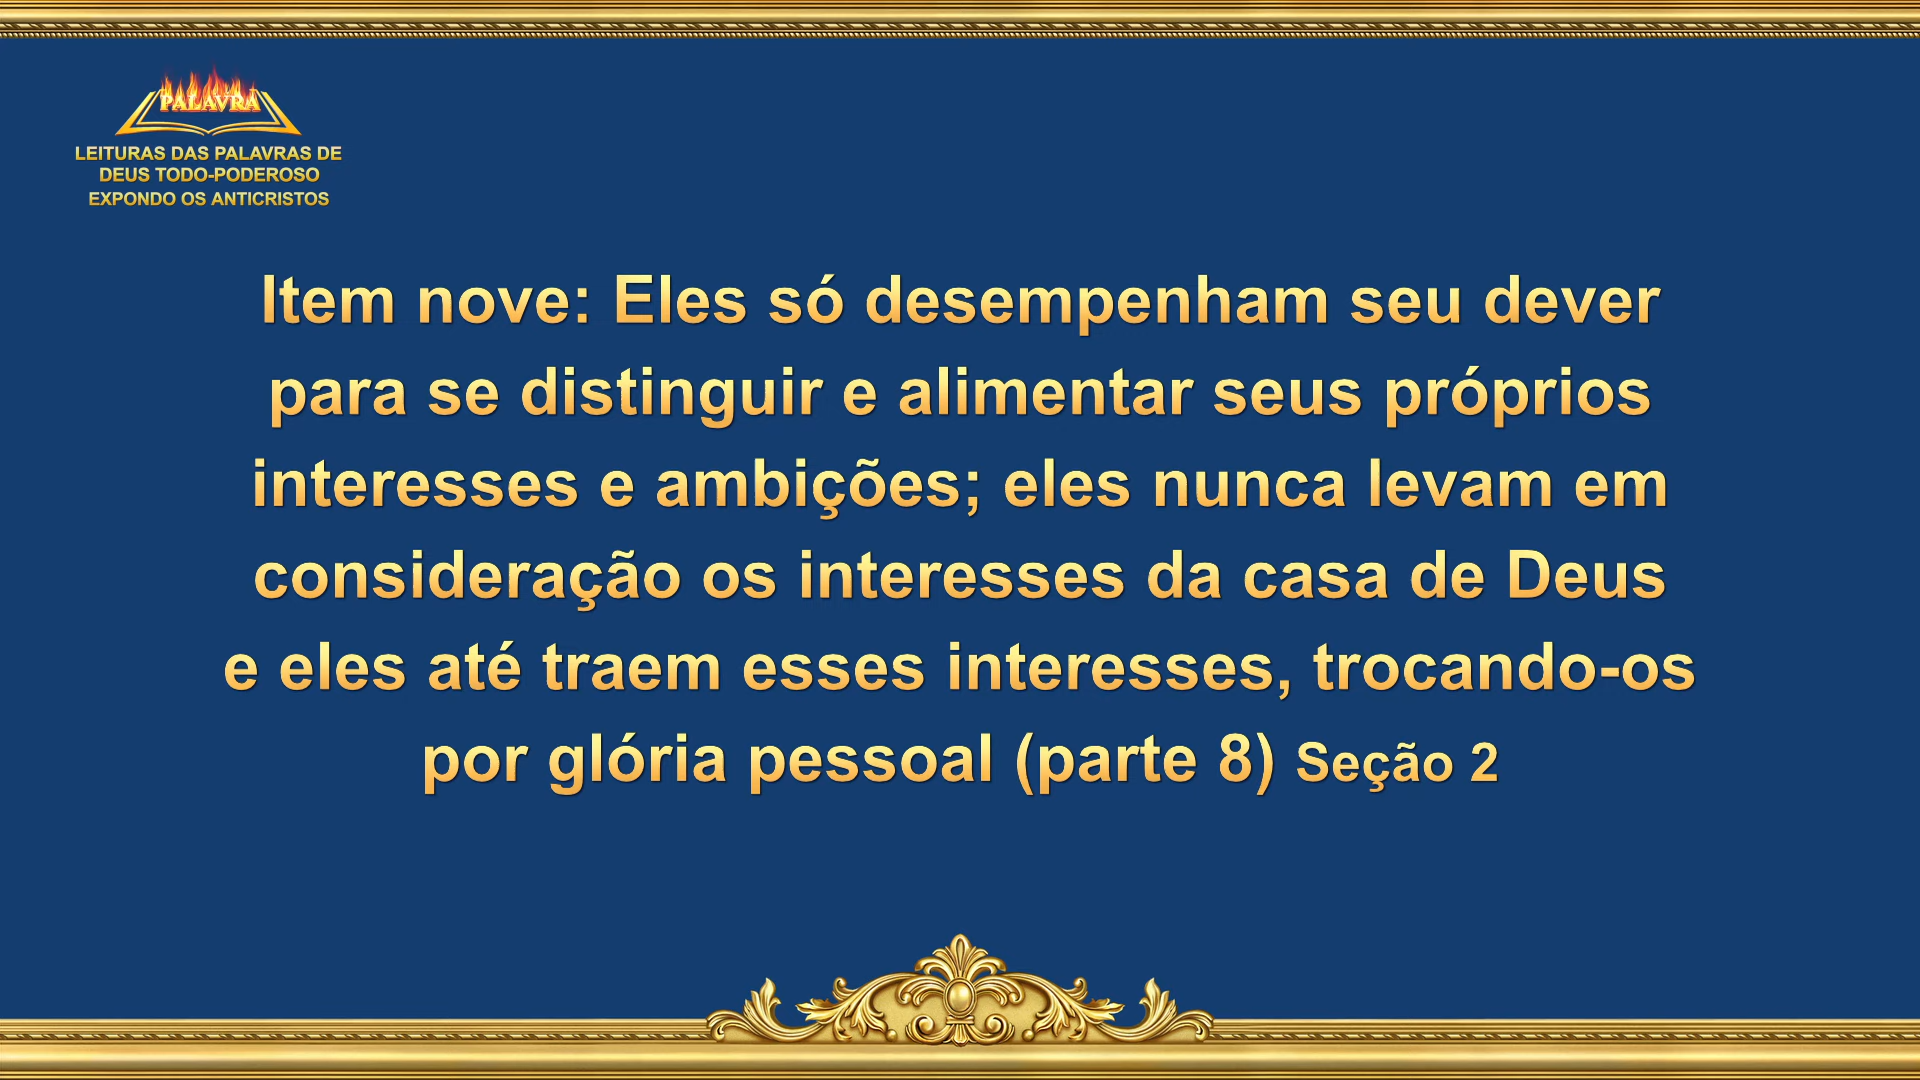 PALAVRA
LEITURAS DAS PALAVRAS DE
DEUS TODO-PODEROSO
EXPONDO OS ANTICRISTOS
Item nove: Eles só desempenham seu dever
para se distinguir e alimentar seus próprios
interesses e ambições; eles nunca levam em
consideração os interesses da casa de Deus
e eles até traem esses interesses, trocando-os
por glória pessoal (parte 8) Seção 2